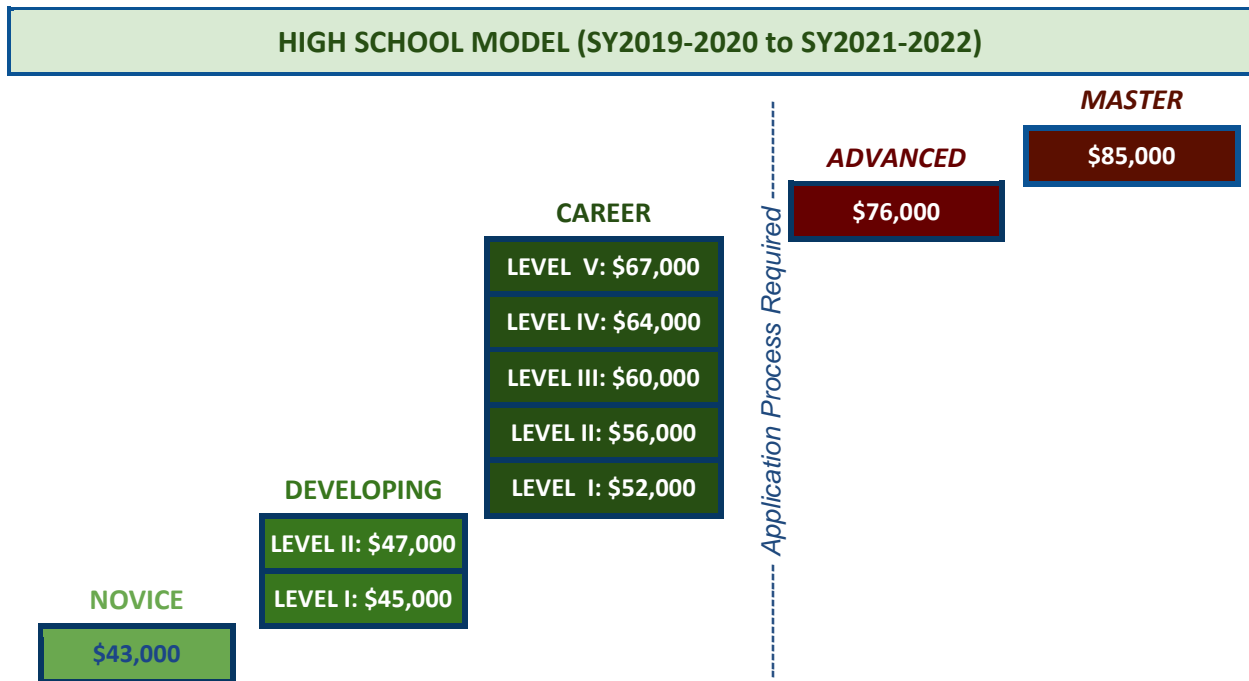 HIGH SCHOOL MODEL (SY2019-2020 to SY2021-2022)
MASTER
$85,000
ADVANCED
$76,000
Application Process Required
CAREER
LEVEL V: $67,000
LEVEL IV: $64,000
LEVEL III: $60,000
LEVEL II: $56,000
LEVEL I: $52,000
DEVELOPING
LEVEL II: $47,000
LEVEL I: $45,000
NOVICE
$43,000